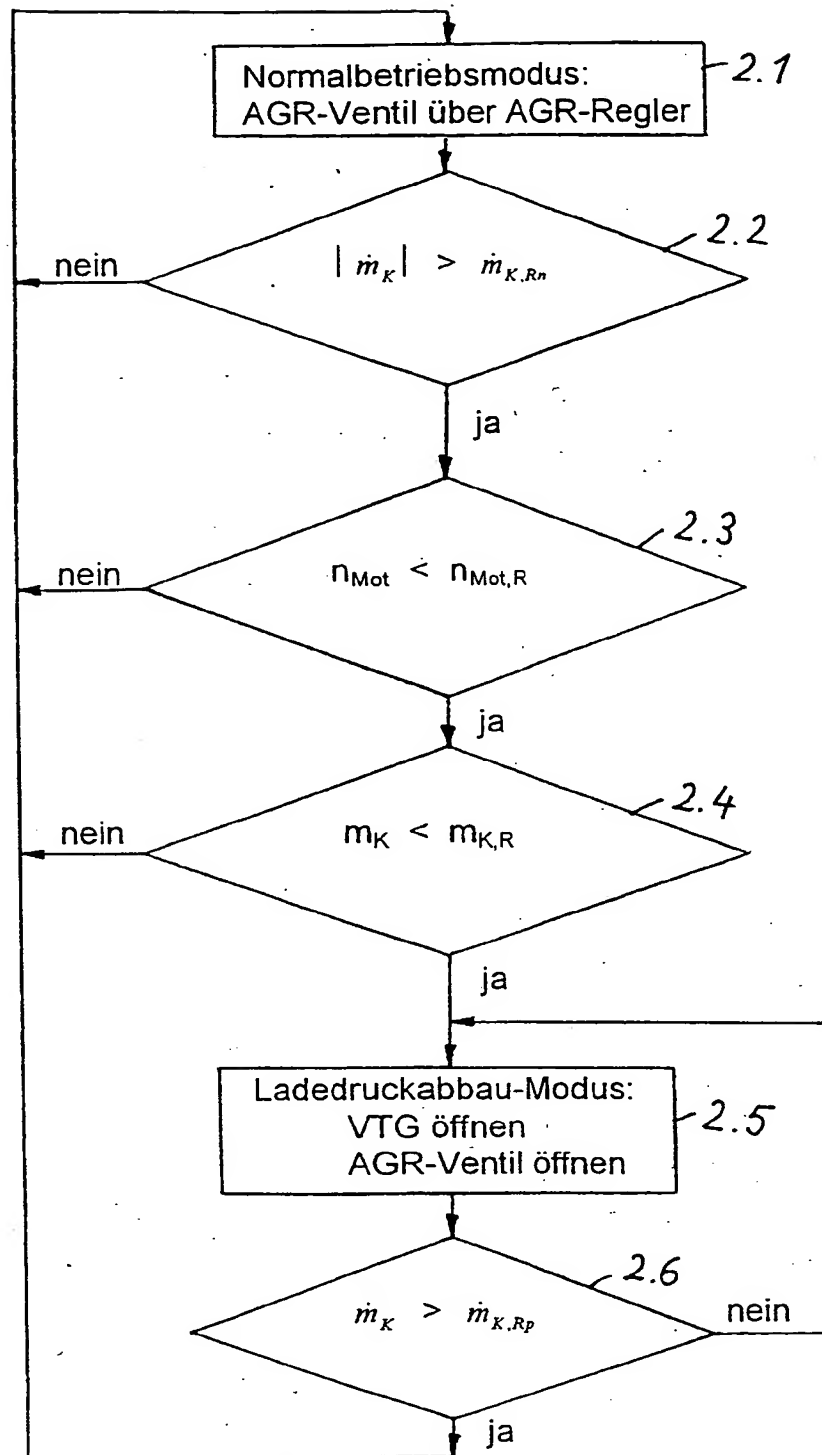 Normalbetriebsmodus:
AGR-Ventil über AGR-Regler
2.1
2.2
nein
| ṁ_K | > ṁ_K,Rn
ja
2.3
nein
n_Mot < n_Mot,R
ja
2.4
nein
m_K < m_K,R
ja
Ladedruckabbau-Modus:
VTG öffnen
AGR-Ventil öffnen
2.5
2.6
ṁ_K > ṁ_K,Rp
nein
ja